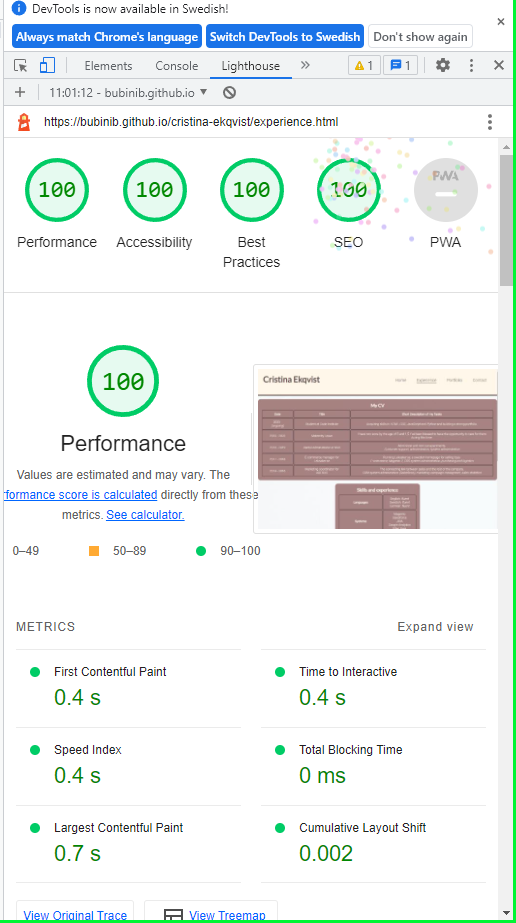 DevTools is now available in Swedish!
Always match Chrome's language
Switch DevTools to Swedish
Don't show again
Elements
Console
Lighthouse
1
1
11:01:12 - bubinib.github.io
https://bubinib.github.io/cristina-ekqvist/experience.html
100
100
100
100
PWA
Performance
Accessibility
Best
Practices
SEO
PWA
100
Performance
Values are estimated and may vary. The
rformance score is calculated directly from these
metrics. See calculator.
0–49
50–89
90–100
Cristina Ekqvist
My CV
Skills and experience
METRICS
Expand view
First Contentful Paint
0.4 s
Time to Interactive
0.4 s
Speed Index
0.4 s
Total Blocking Time
0 ms
Largest Contentful Paint
0.7 s
Cumulative Layout Shift
0.002
View Original Trace
View Treemap